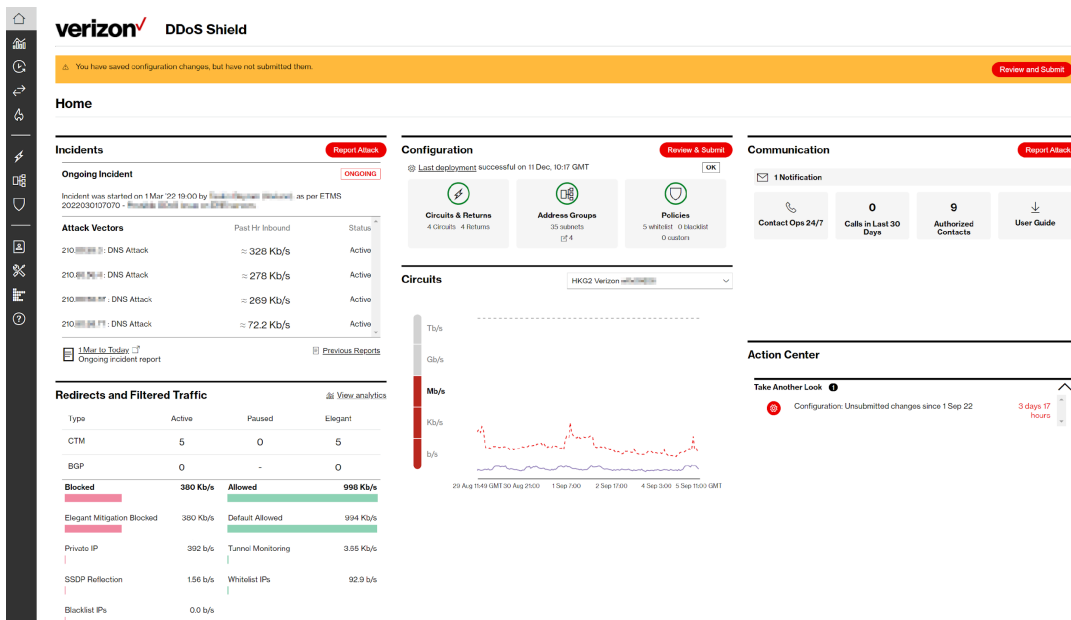 verizon DDoS Shield
You have saved configuration changes, but have not submitted them.
Review and Submit
Home
Incidents
Report Attack
Ongoing Incident
ONGOING
Incident was started on 1 Mar '22 19:00 by as per ETMS
2022030107070 -
Attack Vectors Past Hr Inbound Status
210. : DNS Attack ≈ 328 Kb/s Active
210. : DNS Attack ≈ 278 Kb/s Active
210. : DNS Attack ≈ 269 Kb/s Active
210. : DNS Attack ≈ 72.2 Kb/s Active
1 Mar to Today
Ongoing incident report
Previous Reports
Redirects and Filtered Traffic
View analytics
Type Active Paused Elegant
CTM 5 0 5
BGP 0 - 0
Blocked 380 Kb/s Allowed 998 Kb/s
Elegant Mitigation Blocked 380 Kb/s Default Allowed 994 Kb/s
Private IP 392 b/s Tunnel Monitoring 3.65 Kb/s
SSDP Reflection 1.56 b/s Whitelist IPs 92.9 b/s
Blacklist IPs 0.0 b/s
Configuration
Review & Submit
Last deployment successful on 11 Dec, 10:17 GMT
OK
Circuits & Returns
4 Circuits 4 Returns
Address Groups
35 subnets
4
Policies
5 whitelist 0 blacklist
0 custom
Circuits
HKG2 Verizon
Tb/s
Gb/s
Mb/s
Kb/s
b/s
29 Aug 11:49 GMT 30 Aug 21:00 1 Sep 7:00 2 Sep 17:00 4 Sep 3:00 5 Sep 11:00 GMT
Communication
Report Attack
1 Notification
Contact Ops 24/7
0
Calls in Last 30
Days
9
Authorized
Contacts
User Guide
Action Center
Take Another Look 1
Configuration: Unsubmitted changes since 1 Sep 22
3 days 17
hours